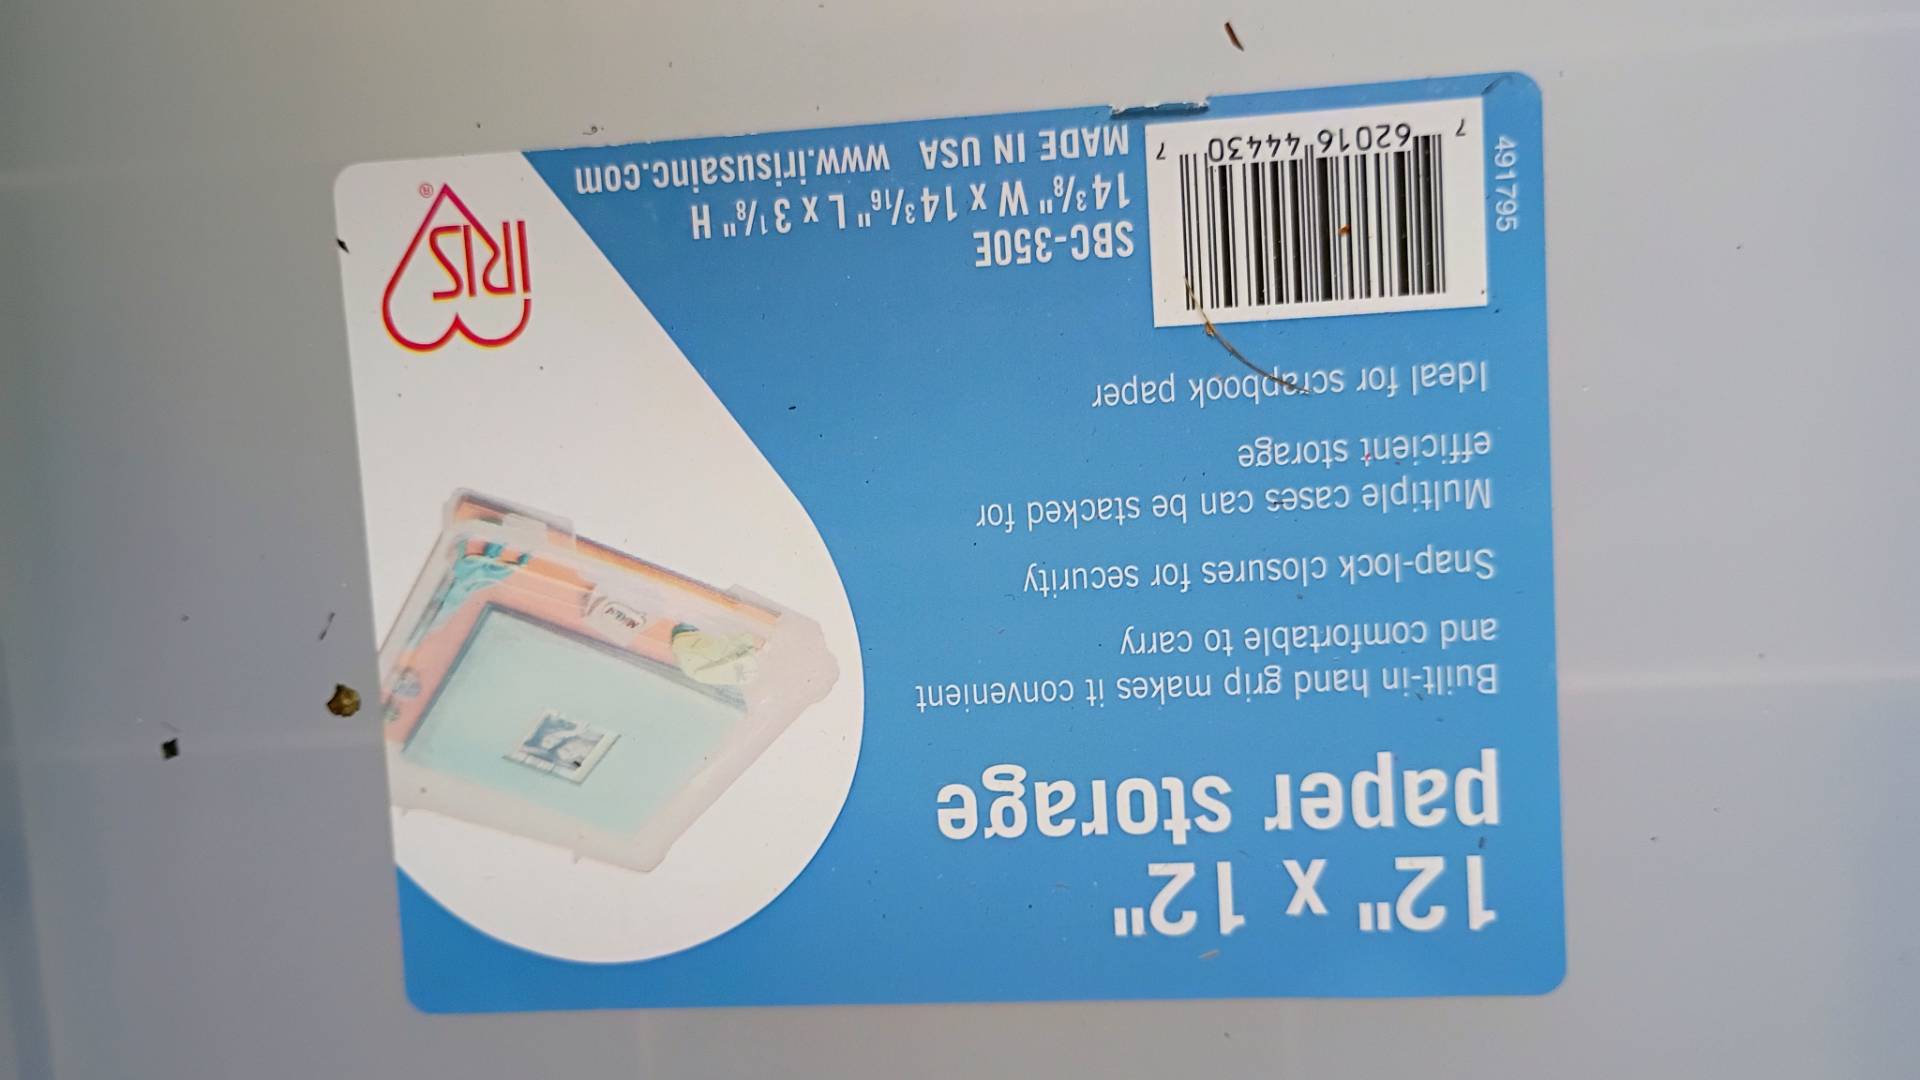 12" x 12"
paper storage
Built-in hand grip makes it convenient
and comfortable to carry
Snap-lock closures for security
Multiple cases can be stacked for
efficient storage
Ideal for scrapbook paper
SBC-350E
14 3/8" W x 14 3/16" L x 3 1/8" H
MADE IN USA www.irisusainc.com
491795
7 62016 44430 7
IRIS®